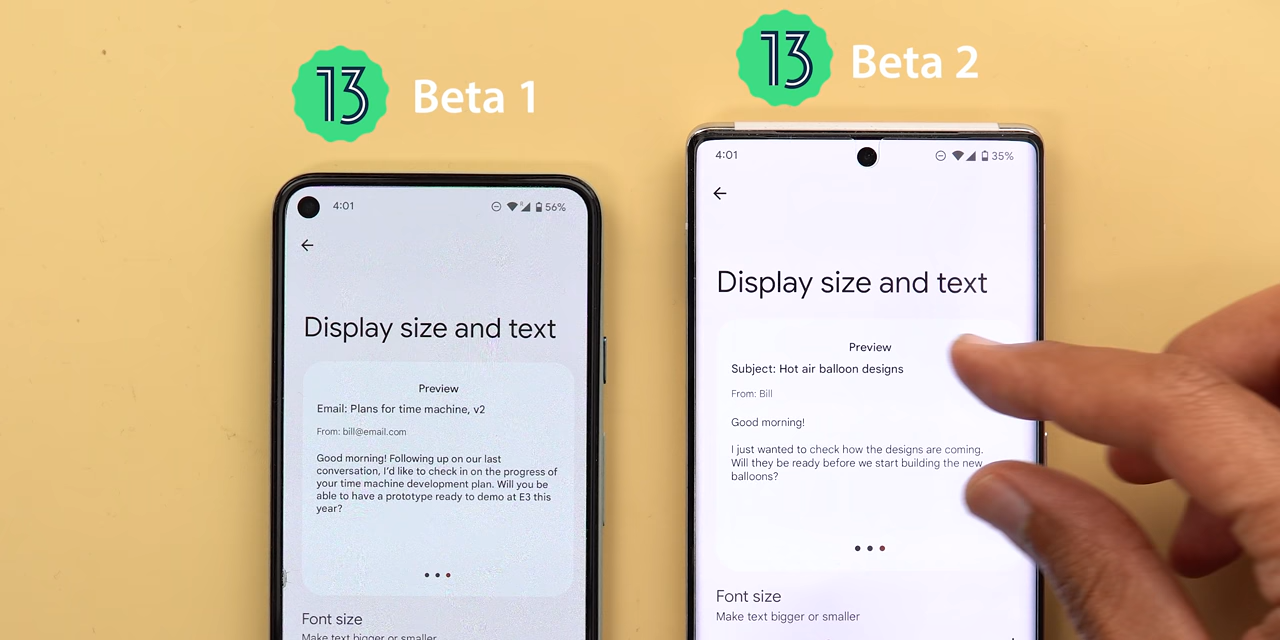 13 Beta 1
4:01
R
56%
Display size and text
Preview
Email: Plans for time machine, v2
From: bill@email.com
Good morning! Following up on our last
conversation, I'd like to check in on the progress of
your time machine development plan. Will you be
able to have a prototype ready to demo at E3 this
year?
Font size
Make text bigger or smaller
13 Beta 2
4:01
35%
Display size and text
Preview
Subject: Hot air balloon designs
From: Bill
Good morning!
I just wanted to check how the designs are coming.
Will they be ready before we start building the new
balloons?
Font size
Make text bigger or smaller